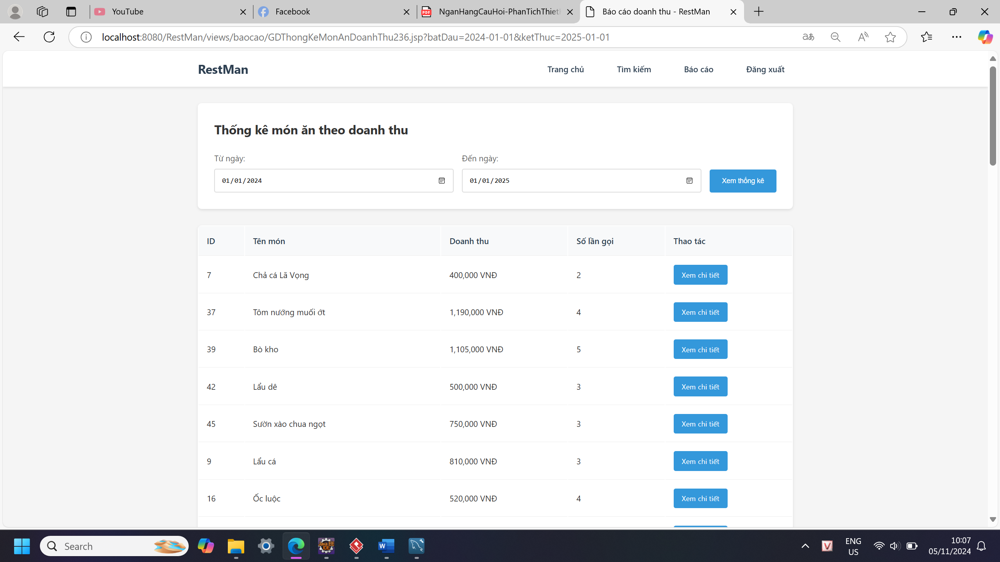 YouTube
Facebook
NganHangCauHoi-PhanTichThiet
Báo cáo doanh thu - RestMan
localhost:8080/RestMan/views/baocao/GDThongKeMonAnDoanhThu236.jsp?batDau=2024-01-01&ketThuc=2025-01-01
RestMan
Trang chủ Tìm kiếm Báo cáo Đăng xuất
Thống kê món ăn theo doanh thu
Từ ngày: Đến ngày:
01/01/2024 01/01/2025 Xem thống kê
ID Tên món Doanh thu Số lần gọi Thao tác
7 Chả cá Lã Vọng 400,000 VNĐ 2 Xem chi tiết
37 Tôm nướng muối ớt 1,190,000 VNĐ 4 Xem chi tiết
39 Bò kho 1,105,000 VNĐ 5 Xem chi tiết
42 Lẩu dê 500,000 VNĐ 3 Xem chi tiết
45 Sườn xào chua ngọt 750,000 VNĐ 3 Xem chi tiết
9 Lẩu cá 810,000 VNĐ 3 Xem chi tiết
16 Ốc luộc 520,000 VNĐ 4 Xem chi tiết
Search
ENG
US
10:07
05/11/2024